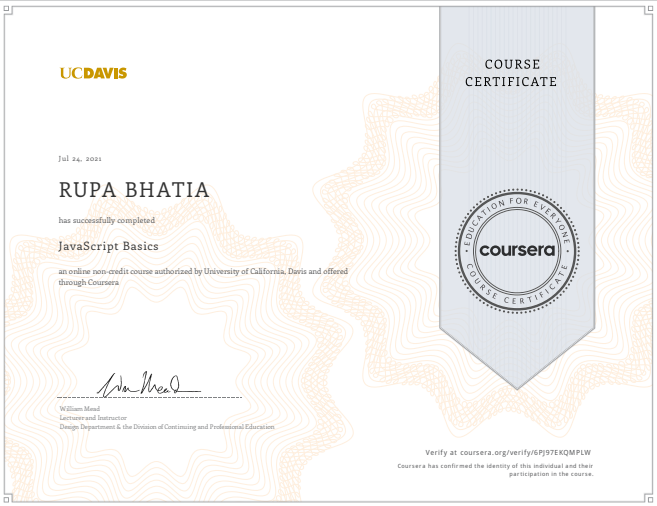 UCDAVIS
COURSE
CERTIFICATE
Jul 24, 2021
RUPA BHATIA
has successfully completed
JavaScript Basics
an online non-credit course authorized by University of California, Davis and offered
through Coursera
EDUCATION FOR EVERYONE
coursera
COURSE CERTIFICATE
William Mead
Lecturer and Instructor
Design Department & the Division of Continuing and Professional Education
Verify at coursera.org/verify/6PJ97EKQMPLW
Coursera has confirmed the identity of this individual and their
participation in the course.